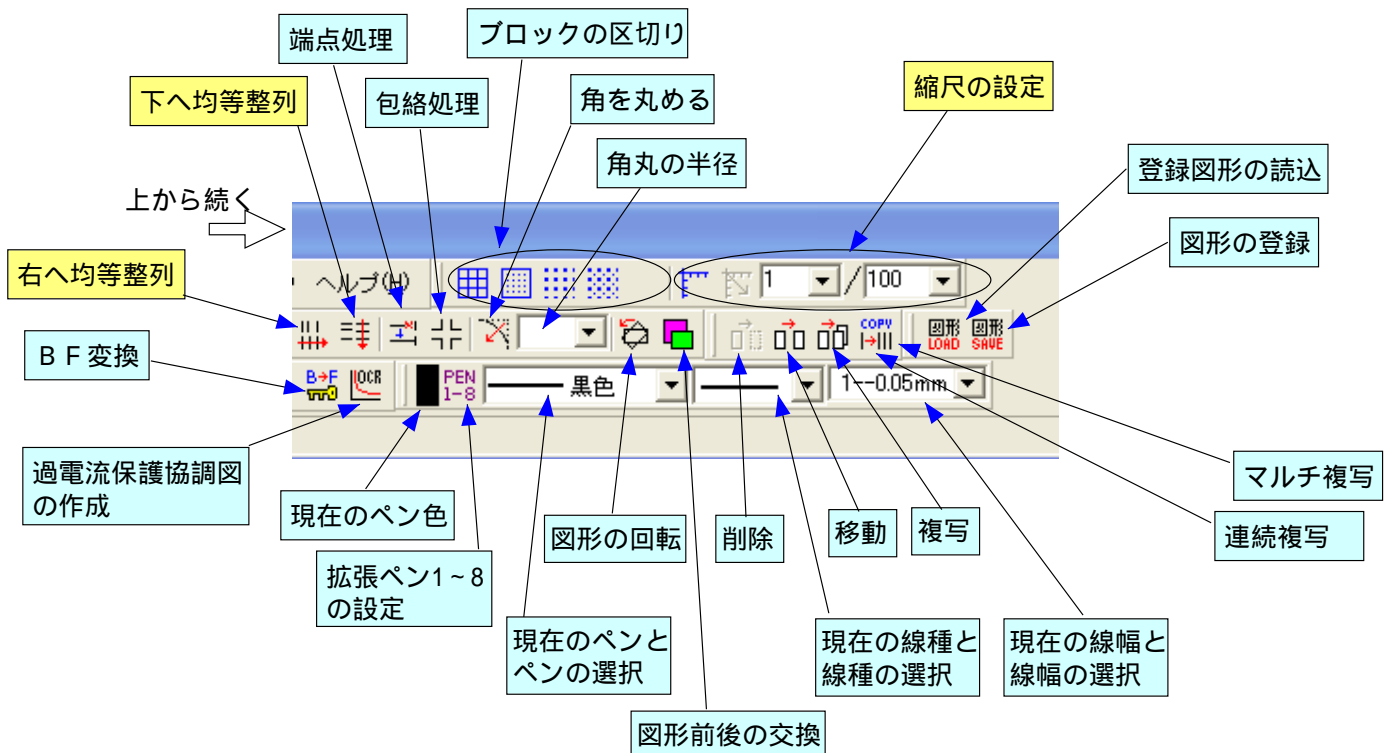 ブロックの区切り
端点処理
縮尺の設定
下へ均等整列
包絡処理
角を丸める
角丸の半径
登録図形の読込
上から続く
図形の登録
右へ均等整列
ヘルプ(H)
1
/
100
COPY
図形
LOAD
図形
SAVE
ＢＦ変換
B→F
OCR
PEN
1-8
黒色
1--0.05mm
過電流保護協調図
の作成
マルチ複写
現在のペン色
図形の回転
削除
移動
複写
連続複写
拡張ペン1~8
の設定
現在のペンと
ペンの選択
現在の線種と
線種の選択
現在の線幅と
線幅の選択
図形前後の交換